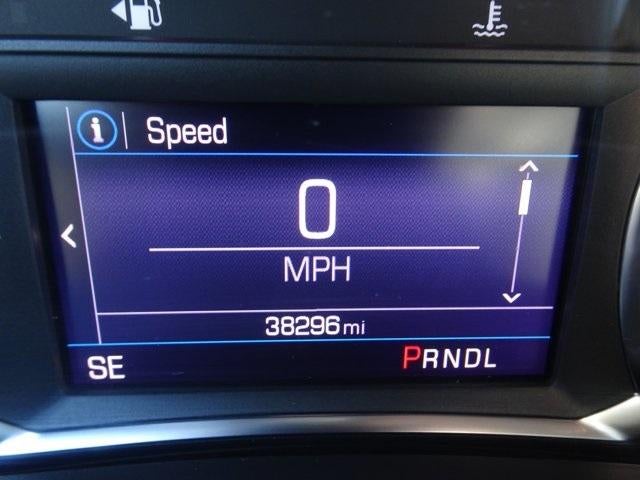 i Speed
0
MPH
38296 mi
SE PRNDL